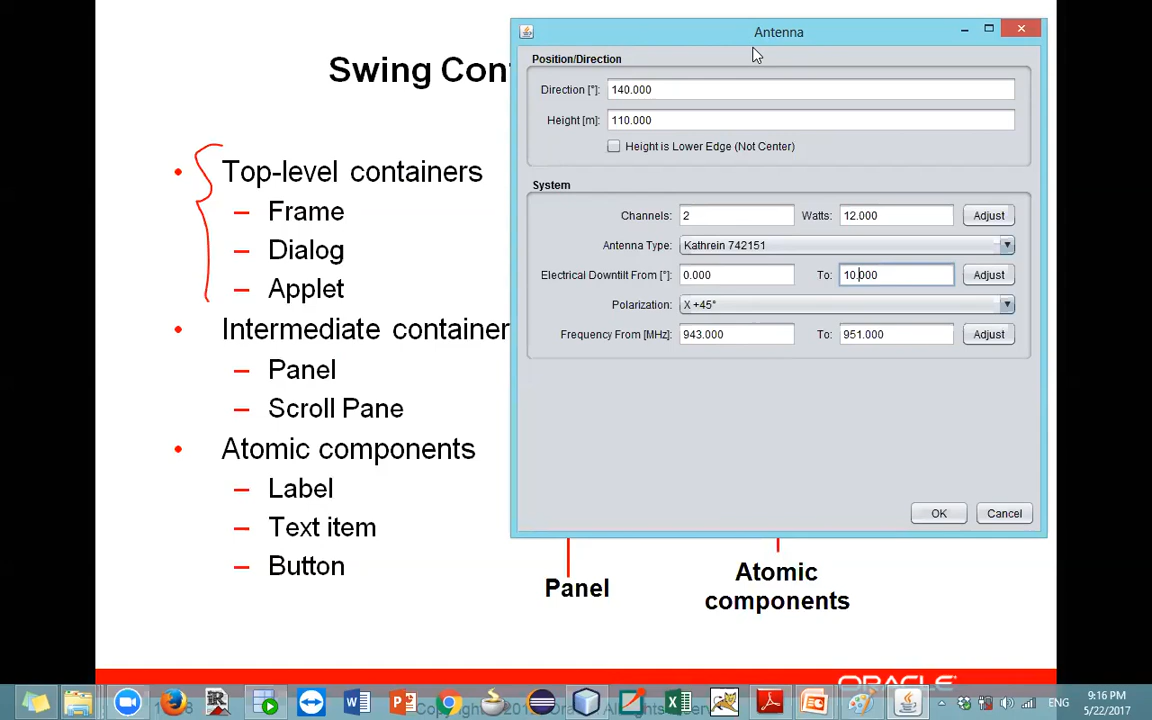 Swing Con
Top-level containers
Frame
Dialog
Applet
Intermediate container
Panel
Scroll Pane
Atomic components
Label
Text item
Button
Antenna
Position/Direction
Direction [°]: 140.000
Height [m]: 110.000
Height is Lower Edge (Not Center)
System
Channels: 2 Watts: 12.000 Adjust
Antenna Type: Kathrein 742151
Electrical Downtilt From [°]: 0.000 To: 10.000 Adjust
Polarization: X +45°
Frequency From [MHz]: 943.000 To: 951.000 Adjust
OK Cancel
Panel
Atomic
components
ORACLE
ENG
9:16 PM
5/22/2017